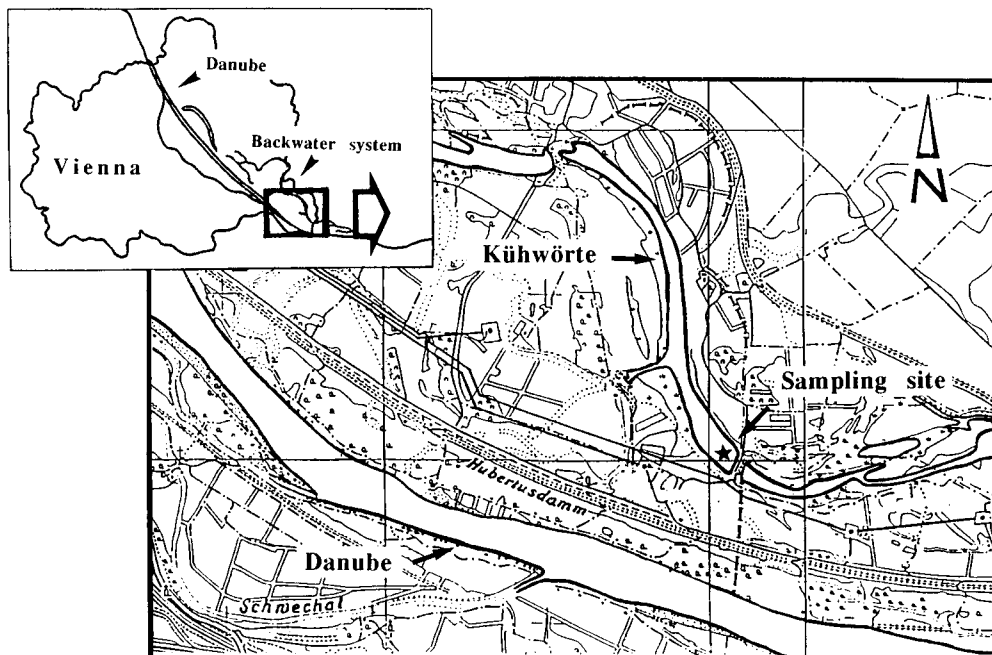 Danube
Backwater system
Vienna
N
Kühwörte
Sampling site
Hubertusdamm
Danube
Schwechat